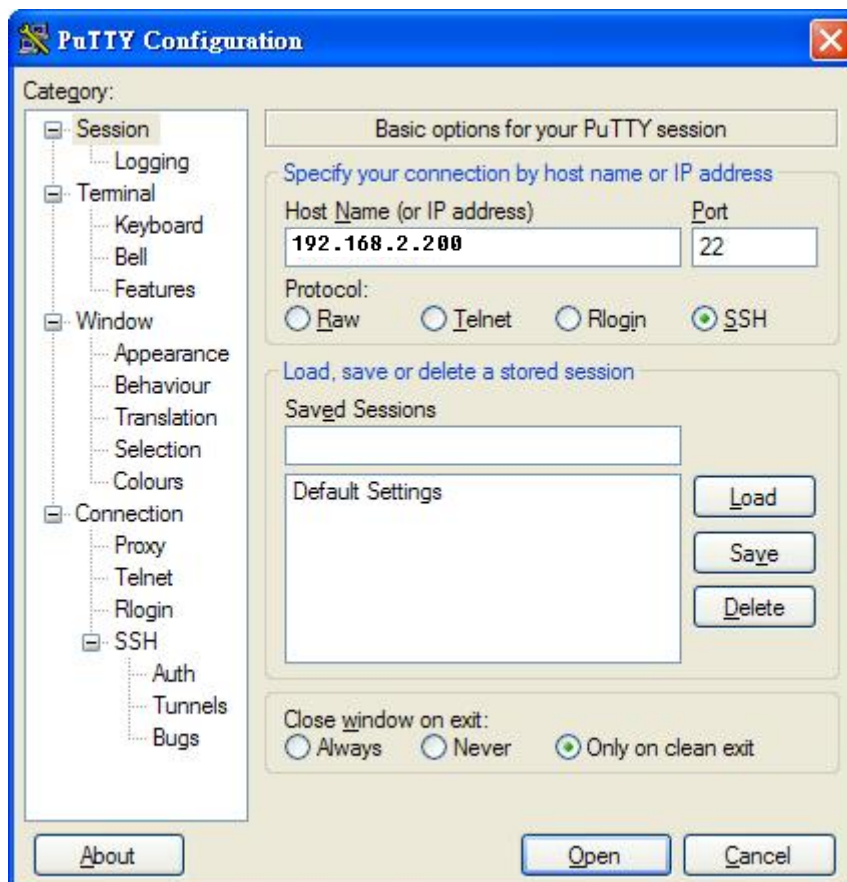 PuTTY Configuration
Category:
Session
Logging
Terminal
Keyboard
Bell
Features
Window
Appearance
Behaviour
Translation
Selection
Colours
Connection
Proxy
Telnet
Rlogin
SSH
Auth
Tunnels
Bugs
Basic options for your PuTTY session
Specify your connection by host name or IP address
Host Name (or IP address) Port
192.168.2.200 22
Protocol:
Raw Telnet Rlogin SSH
Load, save or delete a stored session
Saved Sessions
Default Settings
Load
Save
Delete
Close window on exit:
Always Never Only on clean exit
About Open Cancel